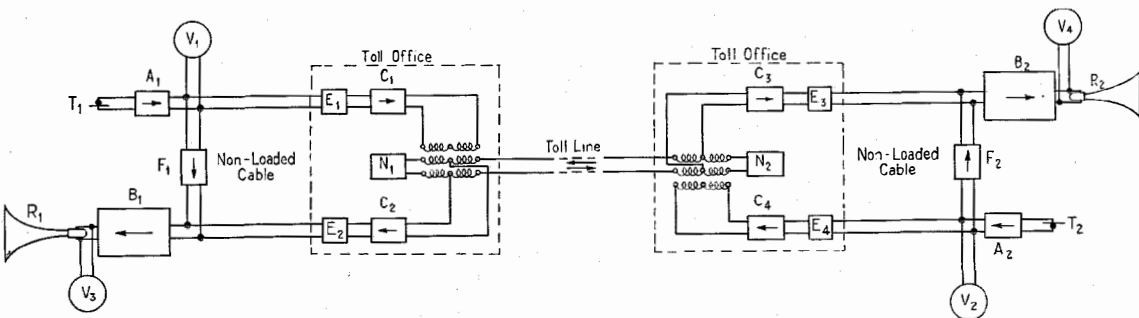 V1
V4
Toll Office
Toll Office
A1
C1
C3
B2
R2
T1
E1
E3
F1
Non-Loaded
Cable
N1
Toll Line
N2
Non-Loaded
Cable
F2
R1
B1
C2
C4
E2
E4
T2
A2
V3
V2